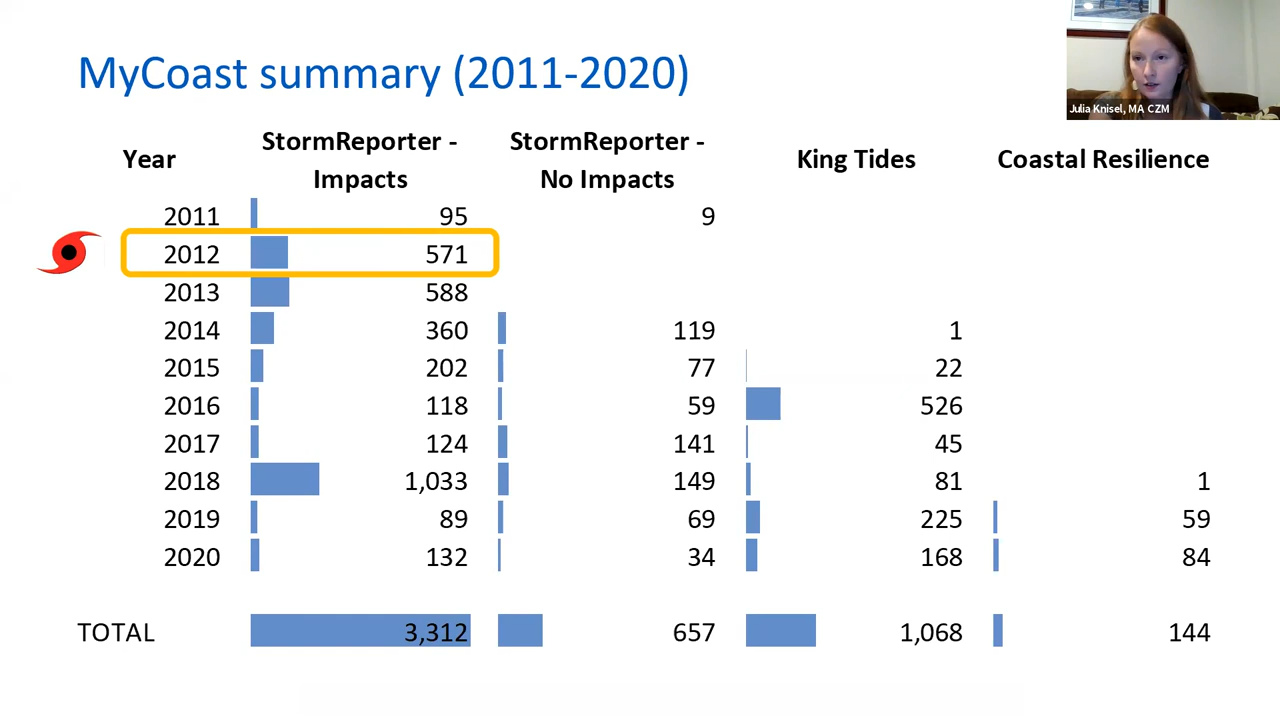 MyCoast summary (2011-2020)
Julia Knisel, MA CZM
Year StormReporter - Impacts StormReporter - No Impacts King Tides Coastal Resilience
2011 95 9
2012 571
2013 588
2014 360 119 1
2015 202 77 22
2016 118 59 526
2017 124 141 45
2018 1,033 149 81 1
2019 89 69 225 59
2020 132 34 168 84
TOTAL 3,312 657 1,068 144